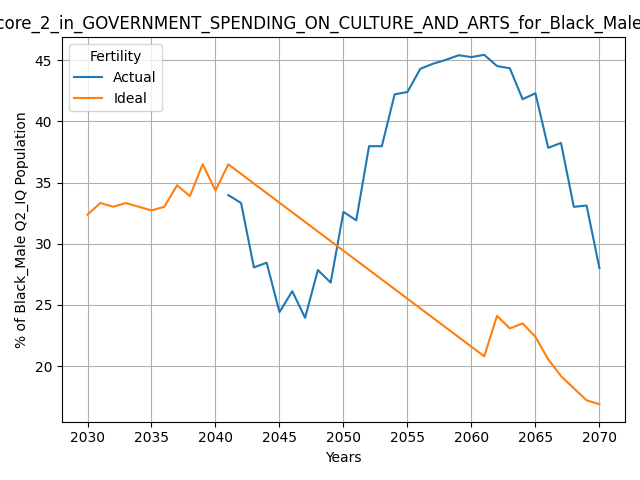 core_2_in_GOVERNMENT_SPENDING_ON_CULTURE_AND_ARTS_for_Black_Male
Fertility
Actual
Ideal
% of Black_Male Q2_IQ Population
45
40
35
30
25
20
2030 2035 2040 2045 2050 2055 2060 2065 2070
Years